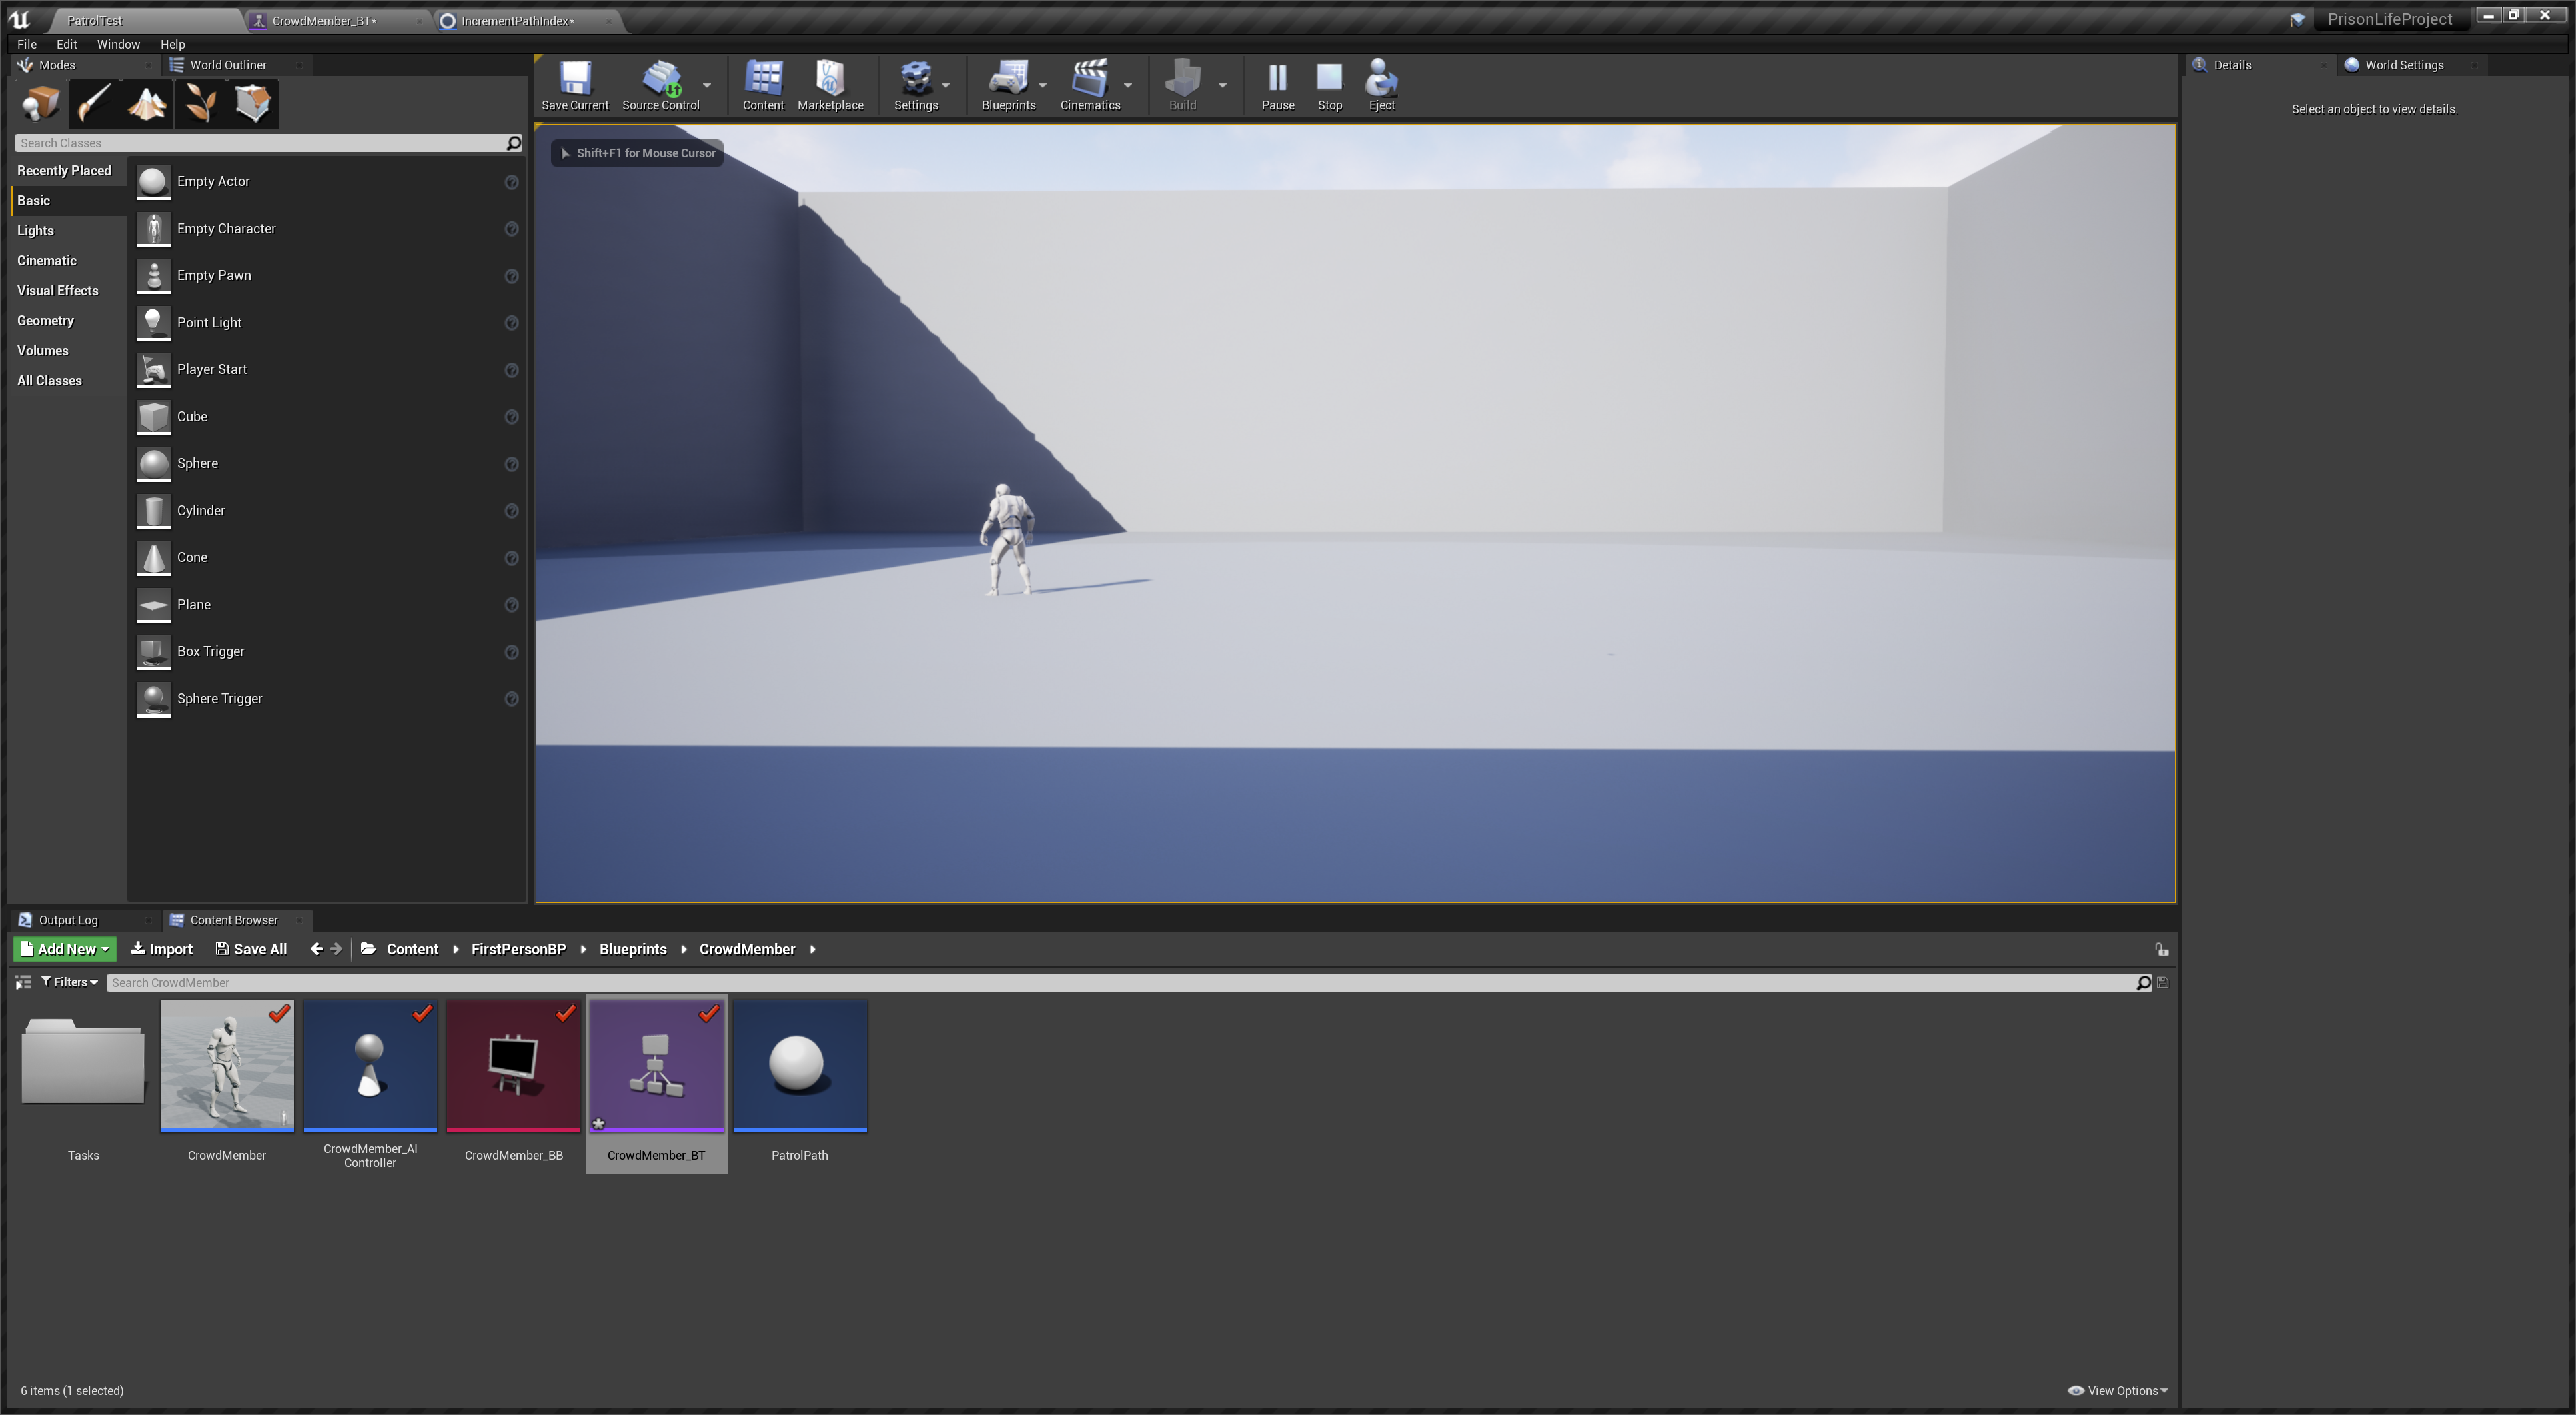 PatrolTest
CrowdMember_BT*
IncrementPathIndex*
PrisonLifeProject
File Edit Window Help
Modes
World Outliner
Search Classes
Recently Placed
Basic
Lights
Cinematic
Visual Effects
Geometry
Volumes
All Classes
Empty Actor
Empty Character
Empty Pawn
Point Light
Player Start
Cube
Sphere
Cylinder
Cone
Plane
Box Trigger
Sphere Trigger
Save Current
Source Control
Content
Marketplace
Settings
Blueprints
Cinematics
Build
Pause
Stop
Eject
Shift+F1 for Mouse Cursor
Details
World Settings
Select an object to view details.
Output Log
Content Browser
Add New
Import
Save All
Content
FirstPersonBP
Blueprints
CrowdMember
Filters
Search CrowdMember
Tasks
CrowdMember
CrowdMember_AI
Controller
CrowdMember_BB
CrowdMember_BT
PatrolPath
6 items (1 selected)
View Options